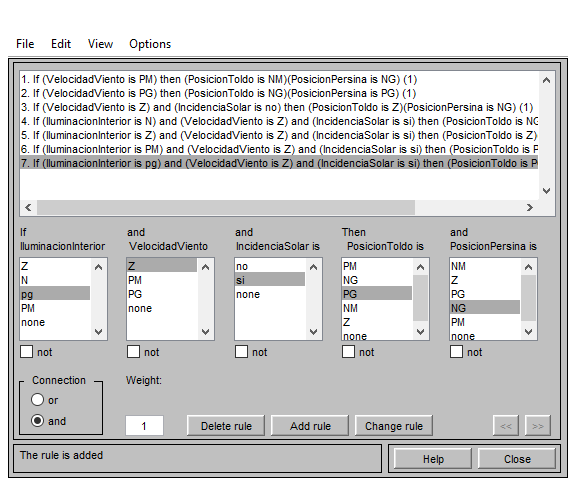 File Edit View Options
1. If (VelocidadViento is PM) then (PosicionToldo is NM)(PosicionPersina is NG) (1)
2. If (VelocidadViento is PG) then (PosicionToldo is NG)(PosicionPersina is PG) (1)
3. If (VelocidadViento is Z) and (IncidenciaSolar is no) then (PosicionToldo is Z)(PosicionPersina is NG) (1)
4. If (IluminacionInterior is N) and (VelocidadViento is Z) and (IncidenciaSolar is si) then (PosicionToldo is NG
5. If (IluminacionInterior is Z) and (VelocidadViento is Z) and (IncidenciaSolar is si) then (PosicionToldo is Z)
6. If (IluminacionInterior is PM) and (VelocidadViento is Z) and (IncidenciaSolar is si) then (PosicionToldo is P
7. If (IluminacionInterior is pg) and (VelocidadViento is Z) and (IncidenciaSolar is si) then (PosicionToldo is P
If and and Then and
IluminacionInterior VelocidadViento IncidenciaSolar is PosicionToldo is PosicionPersina is
Z Z no PM NM
N PM si NG Z
pg PG none PG PG
PM none NM NG
none Z PM
none none
not not not not not
Connection Weight:
or
and 1 Delete rule Add rule Change rule << >>
The rule is added Help Close